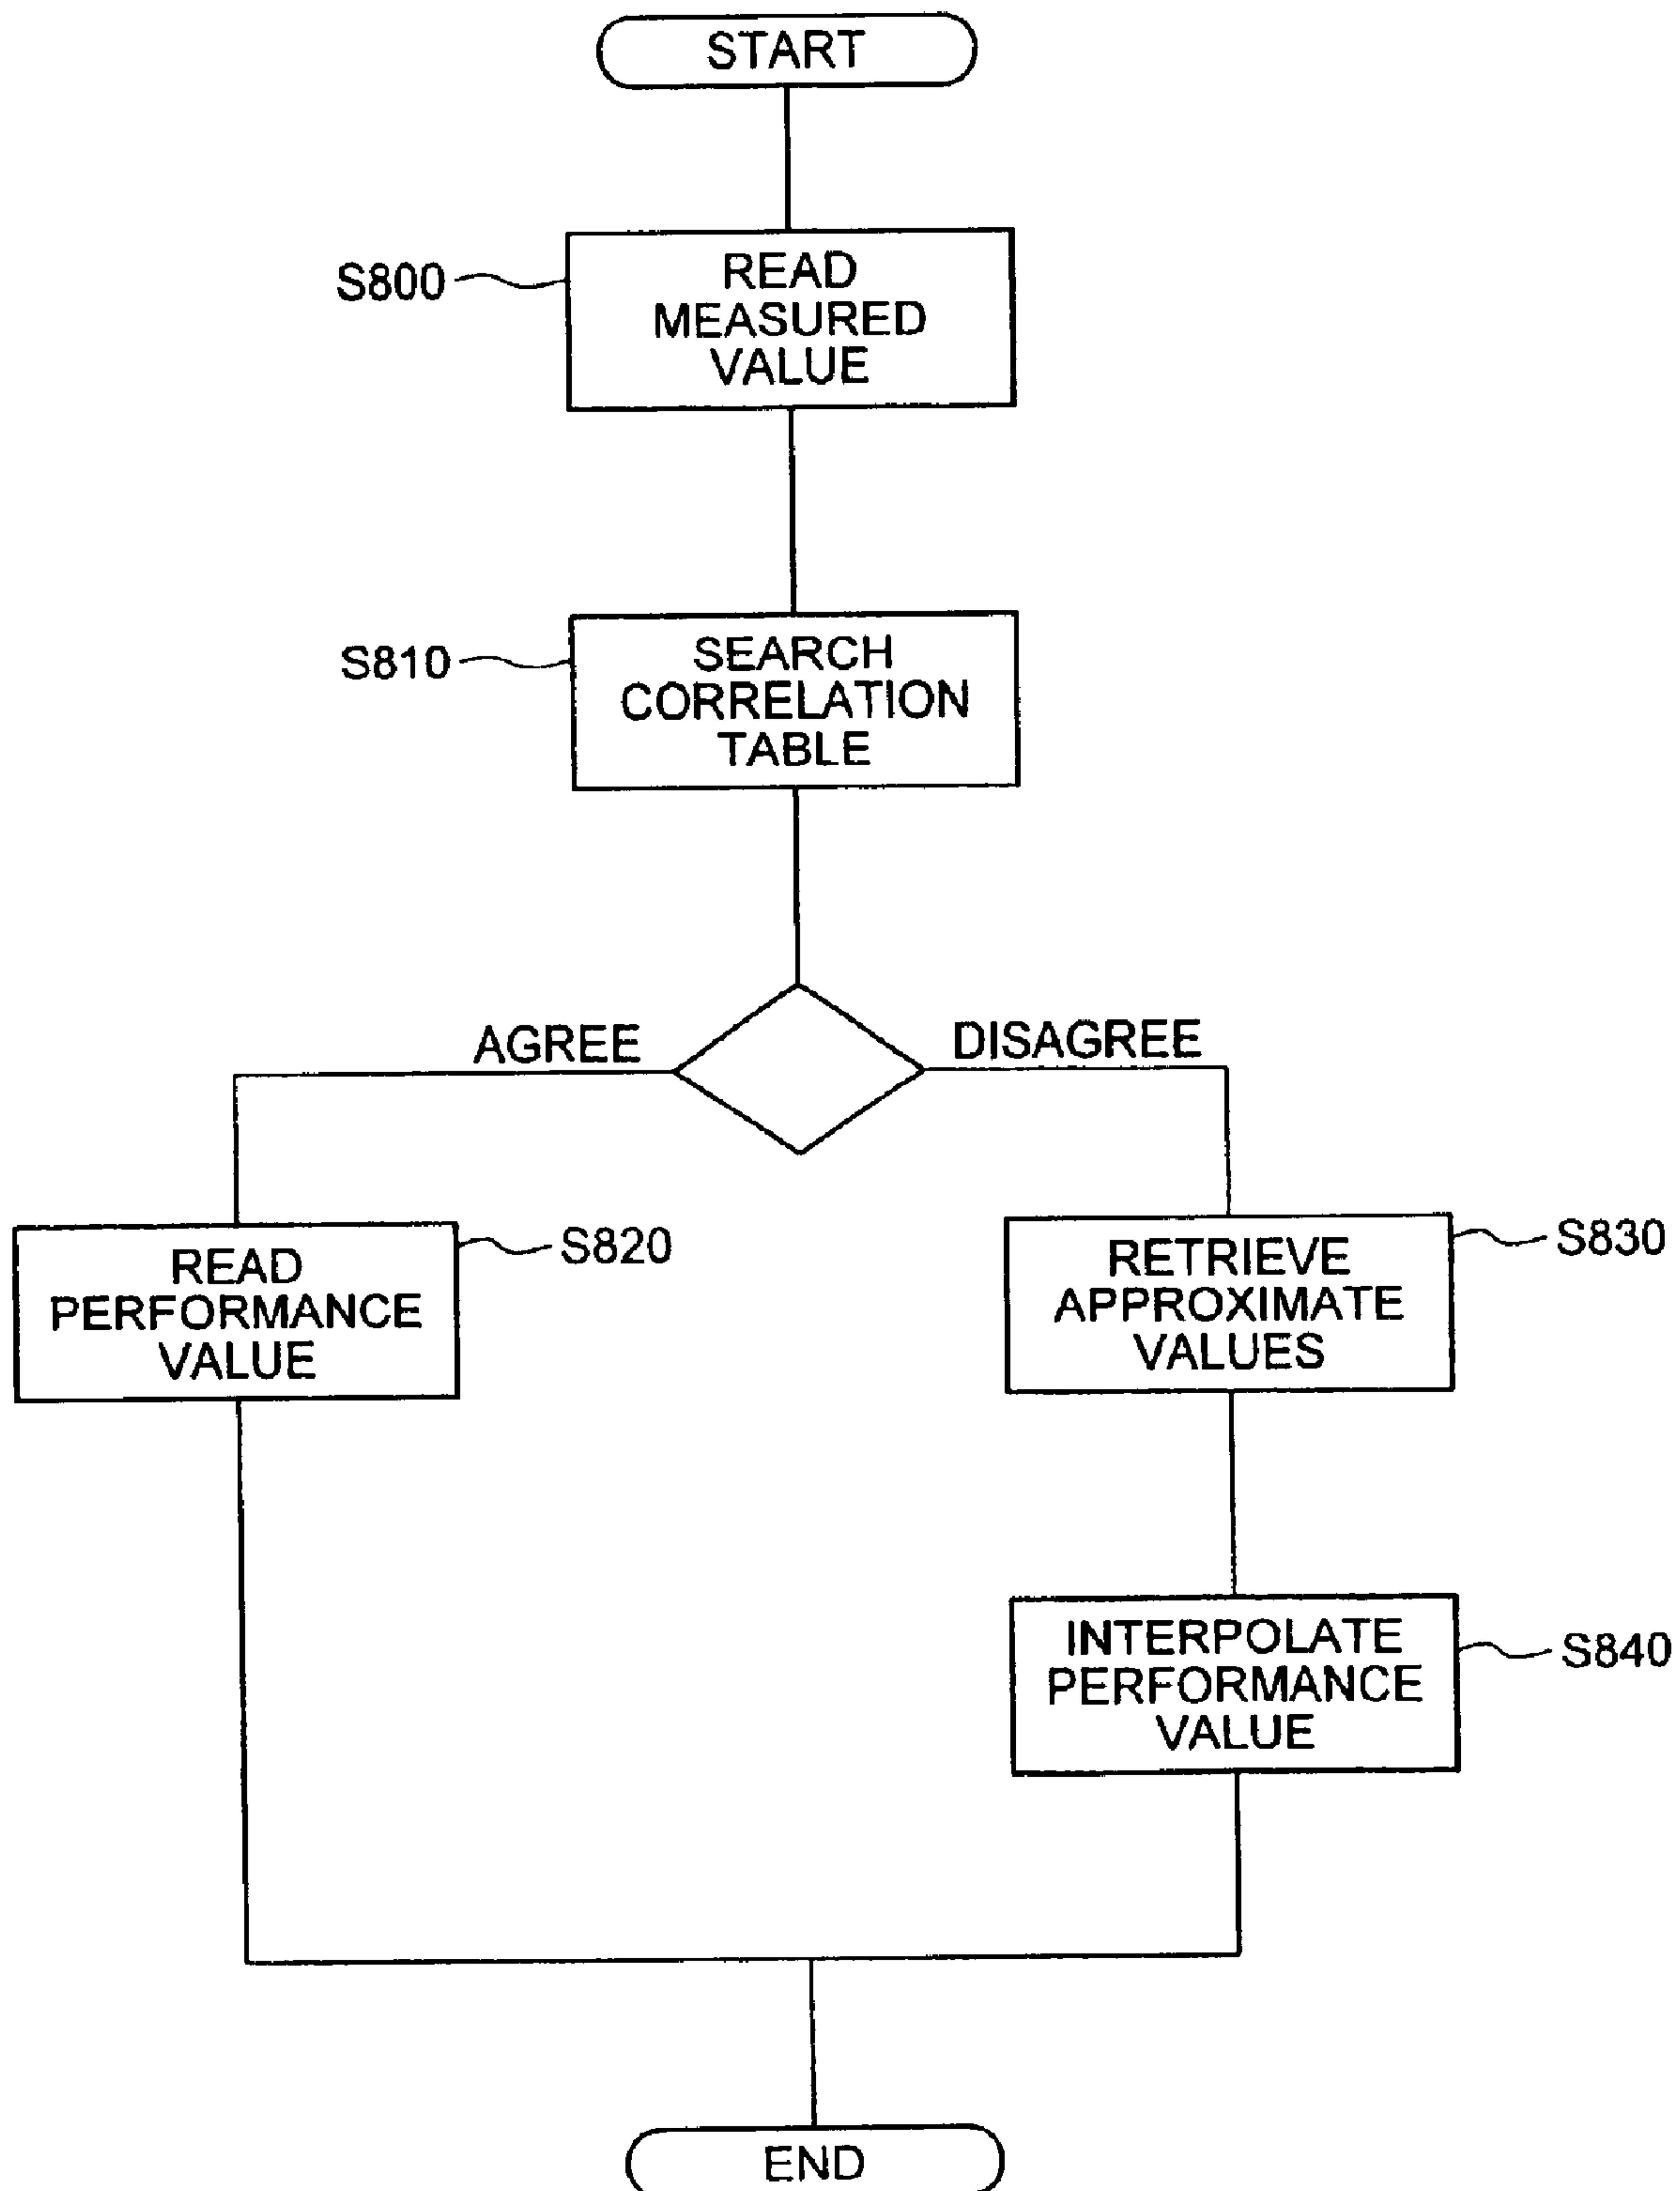 START
S800
READ
MEASURED
VALUE
S810
SEARCH
CORRELATION
TABLE
AGREE
DISAGREE
READ
PERFORMANCE
VALUE
S820
RETRIEVE
APPROXIMATE
VALUES
S830
INTERPOLATE
PERFORMANCE
VALUE
S840
END